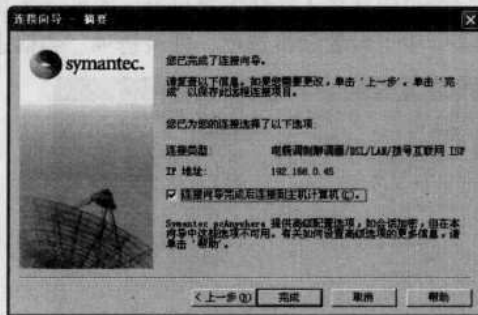 连接向导 - 摘要
symantec.
您已完成了连接向导。
请复查以下信息。如果您需要更改，单击‘上一步’。单击‘完
成’以保存此远程连接项目。
您已为您的连接选择了以下选项:
连接类型: 电缆调制解调器/DSL/LAN/拨号互联网 ISP
IP 地址: 192.168.0.45
连接向导完成后连接到主机计算机(C)。
Symantec pcAnywhere 提供高级配置选项，如会话加密，但在本
向导中这些选项不可用。有关如何设置高级选项的更多信息，请
单击‘帮助’。
<上一步(B) 完成 取消 帮助